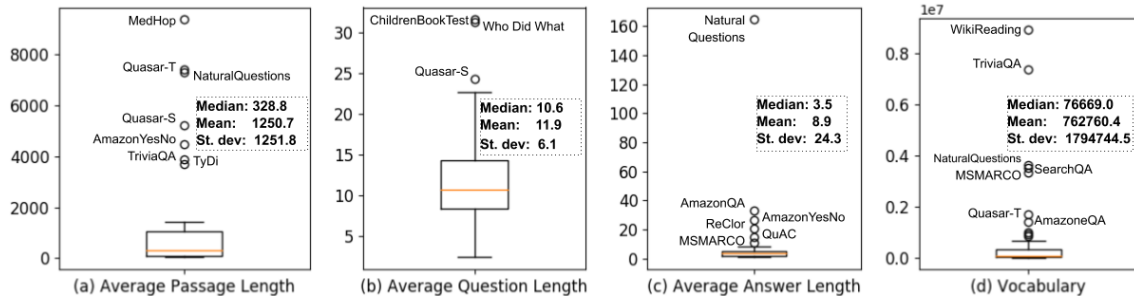 MedHop
Quasar-T
NaturalQuestions
Median: 328.8
Mean: 1250.7
St. dev: 1251.8
Quasar-S
AmazonYesNo
TriviaQA
TyDi
8000
6000
4000
2000
0
(a) Average Passage Length
ChildrenBookTest
Who Did What
Quasar-S
Median: 10.6
Mean: 11.9
St. dev: 6.1
30
25
20
15
10
5
(b) Average Question Length
Natural
Questions
Median: 3.5
Mean: 8.9
St. dev: 24.3
AmazonQA
AmazonYesNo
ReClor
QuAC
MSMARCO
160
140
120
100
80
60
40
20
0
(c) Average Answer Length
1e7
WikiReading
TriviaQA
Median: 76669.0
Mean: 762760.4
St. dev: 1794744.5
NaturalQuestions
SearchQA
MSMARCO
Quasar-T
AmazoneQA
0.8
0.6
0.4
0.2
0.0
(d) Vocabulary